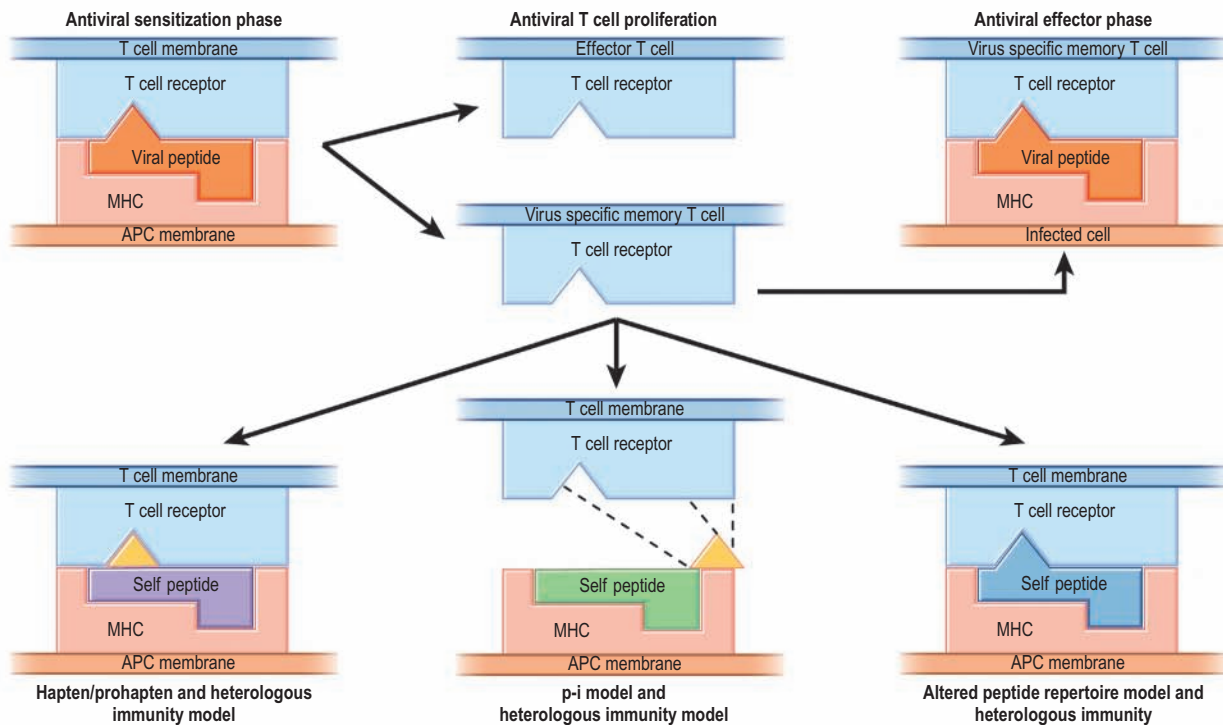 Antiviral sensitization phase
T cell membrane
T cell receptor
Viral peptide
MHC
APC membrane
Antiviral T cell proliferation
Effector T cell
T cell receptor
Virus specific memory T cell
T cell receptor
Antiviral effector phase
Virus specific memory T cell
T cell receptor
Viral peptide
MHC
Infected cell
T cell membrane
T cell receptor
Self peptide
MHC
APC membrane
Hapten/prohapten and heterologous
immunity model
T cell membrane
T cell receptor
Self peptide
MHC
APC membrane
p-i model and
heterologous immunity model
T cell membrane
T cell receptor
Self peptide
MHC
APC membrane
Altered peptide repertoire model and
heterologous immunity